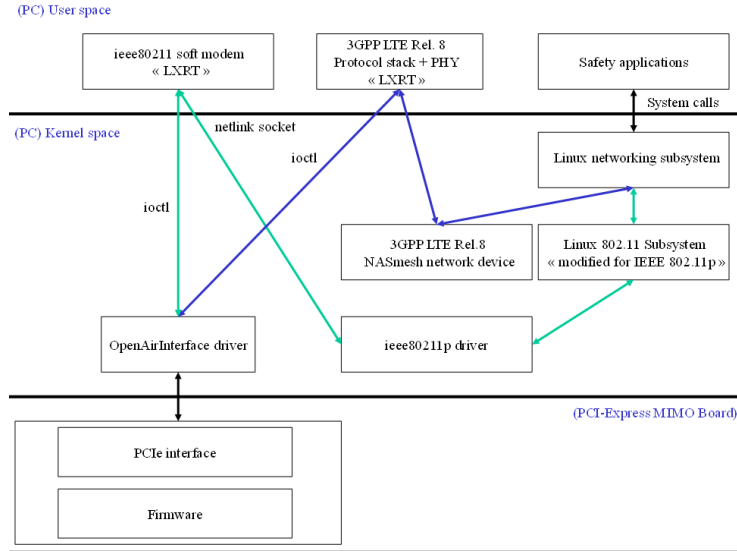 (PC) User space
ieee80211 soft modem
« LXRT »
3GPP LTE Rel. 8
Protocol stack + PHY
« LXRT »
Safety applications
System calls
(PC) Kernel space
netlink socket
ioctl
Linux networking subsystem
ioctl
3GPP LTE Rel.8
NASmesh network device
Linux 802.11 Subsystem
« modified for IEEE 802.11p »
OpenAirInterface driver
ieee80211p driver
(PCI-Express MIMO Board)
PCIe interface
Firmware